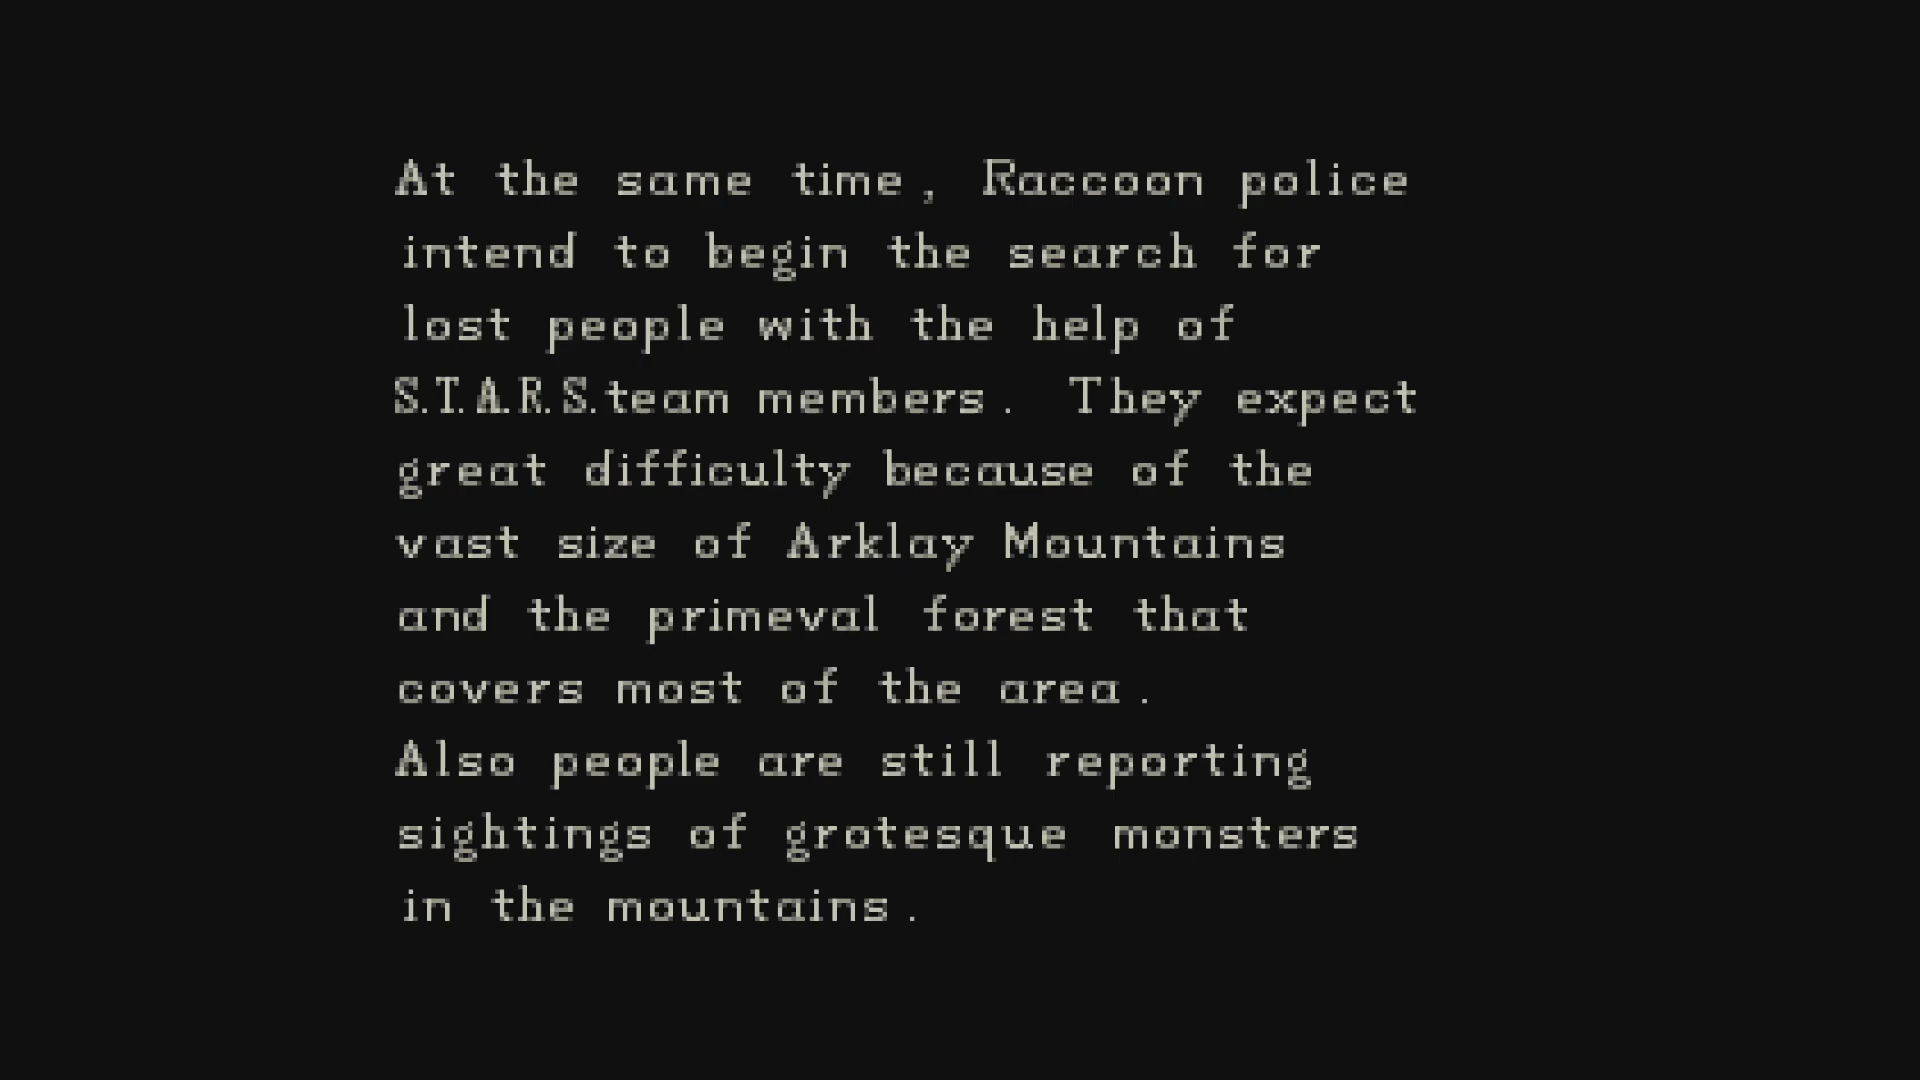 At the same time, Raccoon police
intend to begin the search for
lost people with the help of
S.T.A.R.S.team members. They expect
great difficulty because of the
vast size of Arklay Mountains
and the primeval forest that
covers most of the area.
Also people are still reporting
sightings of grotesque monsters
in the mountains.